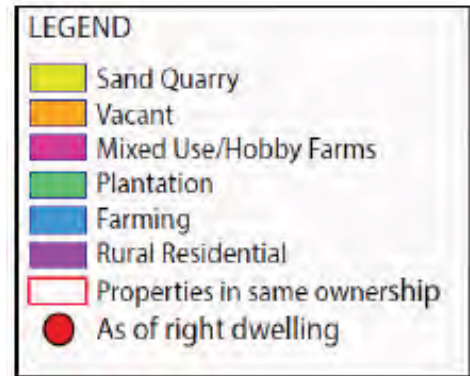 LEGEND
Sand Quarry
Vacant
Mixed Use/Hobby Farms
Plantation
Farming
Rural Residential
Properties in same ownership
As of right dwelling